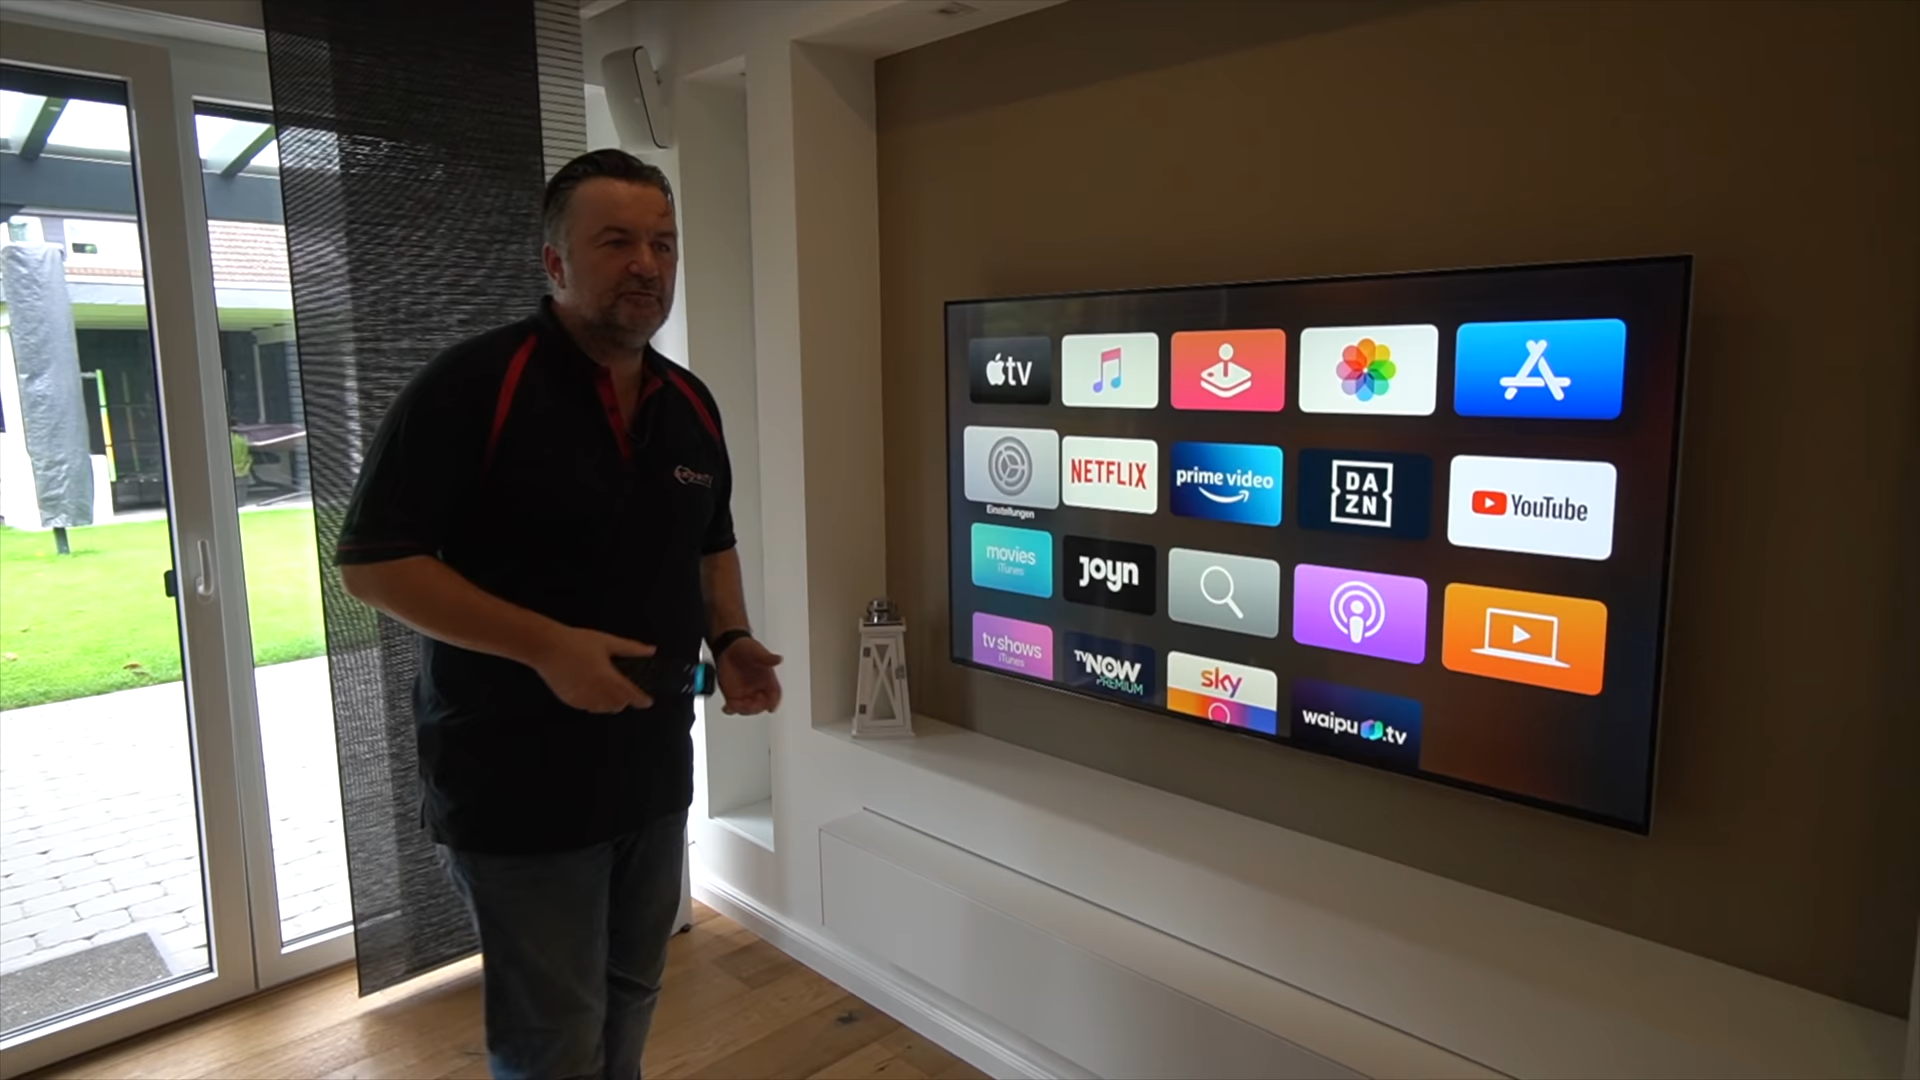 tv
NETFLIX
prime video
DA
ZN
YouTube
Einstellungen
movies
iTunes
joyn
tv shows
iTunes
TVNOW
PREMIUM
sky
waipu.tv